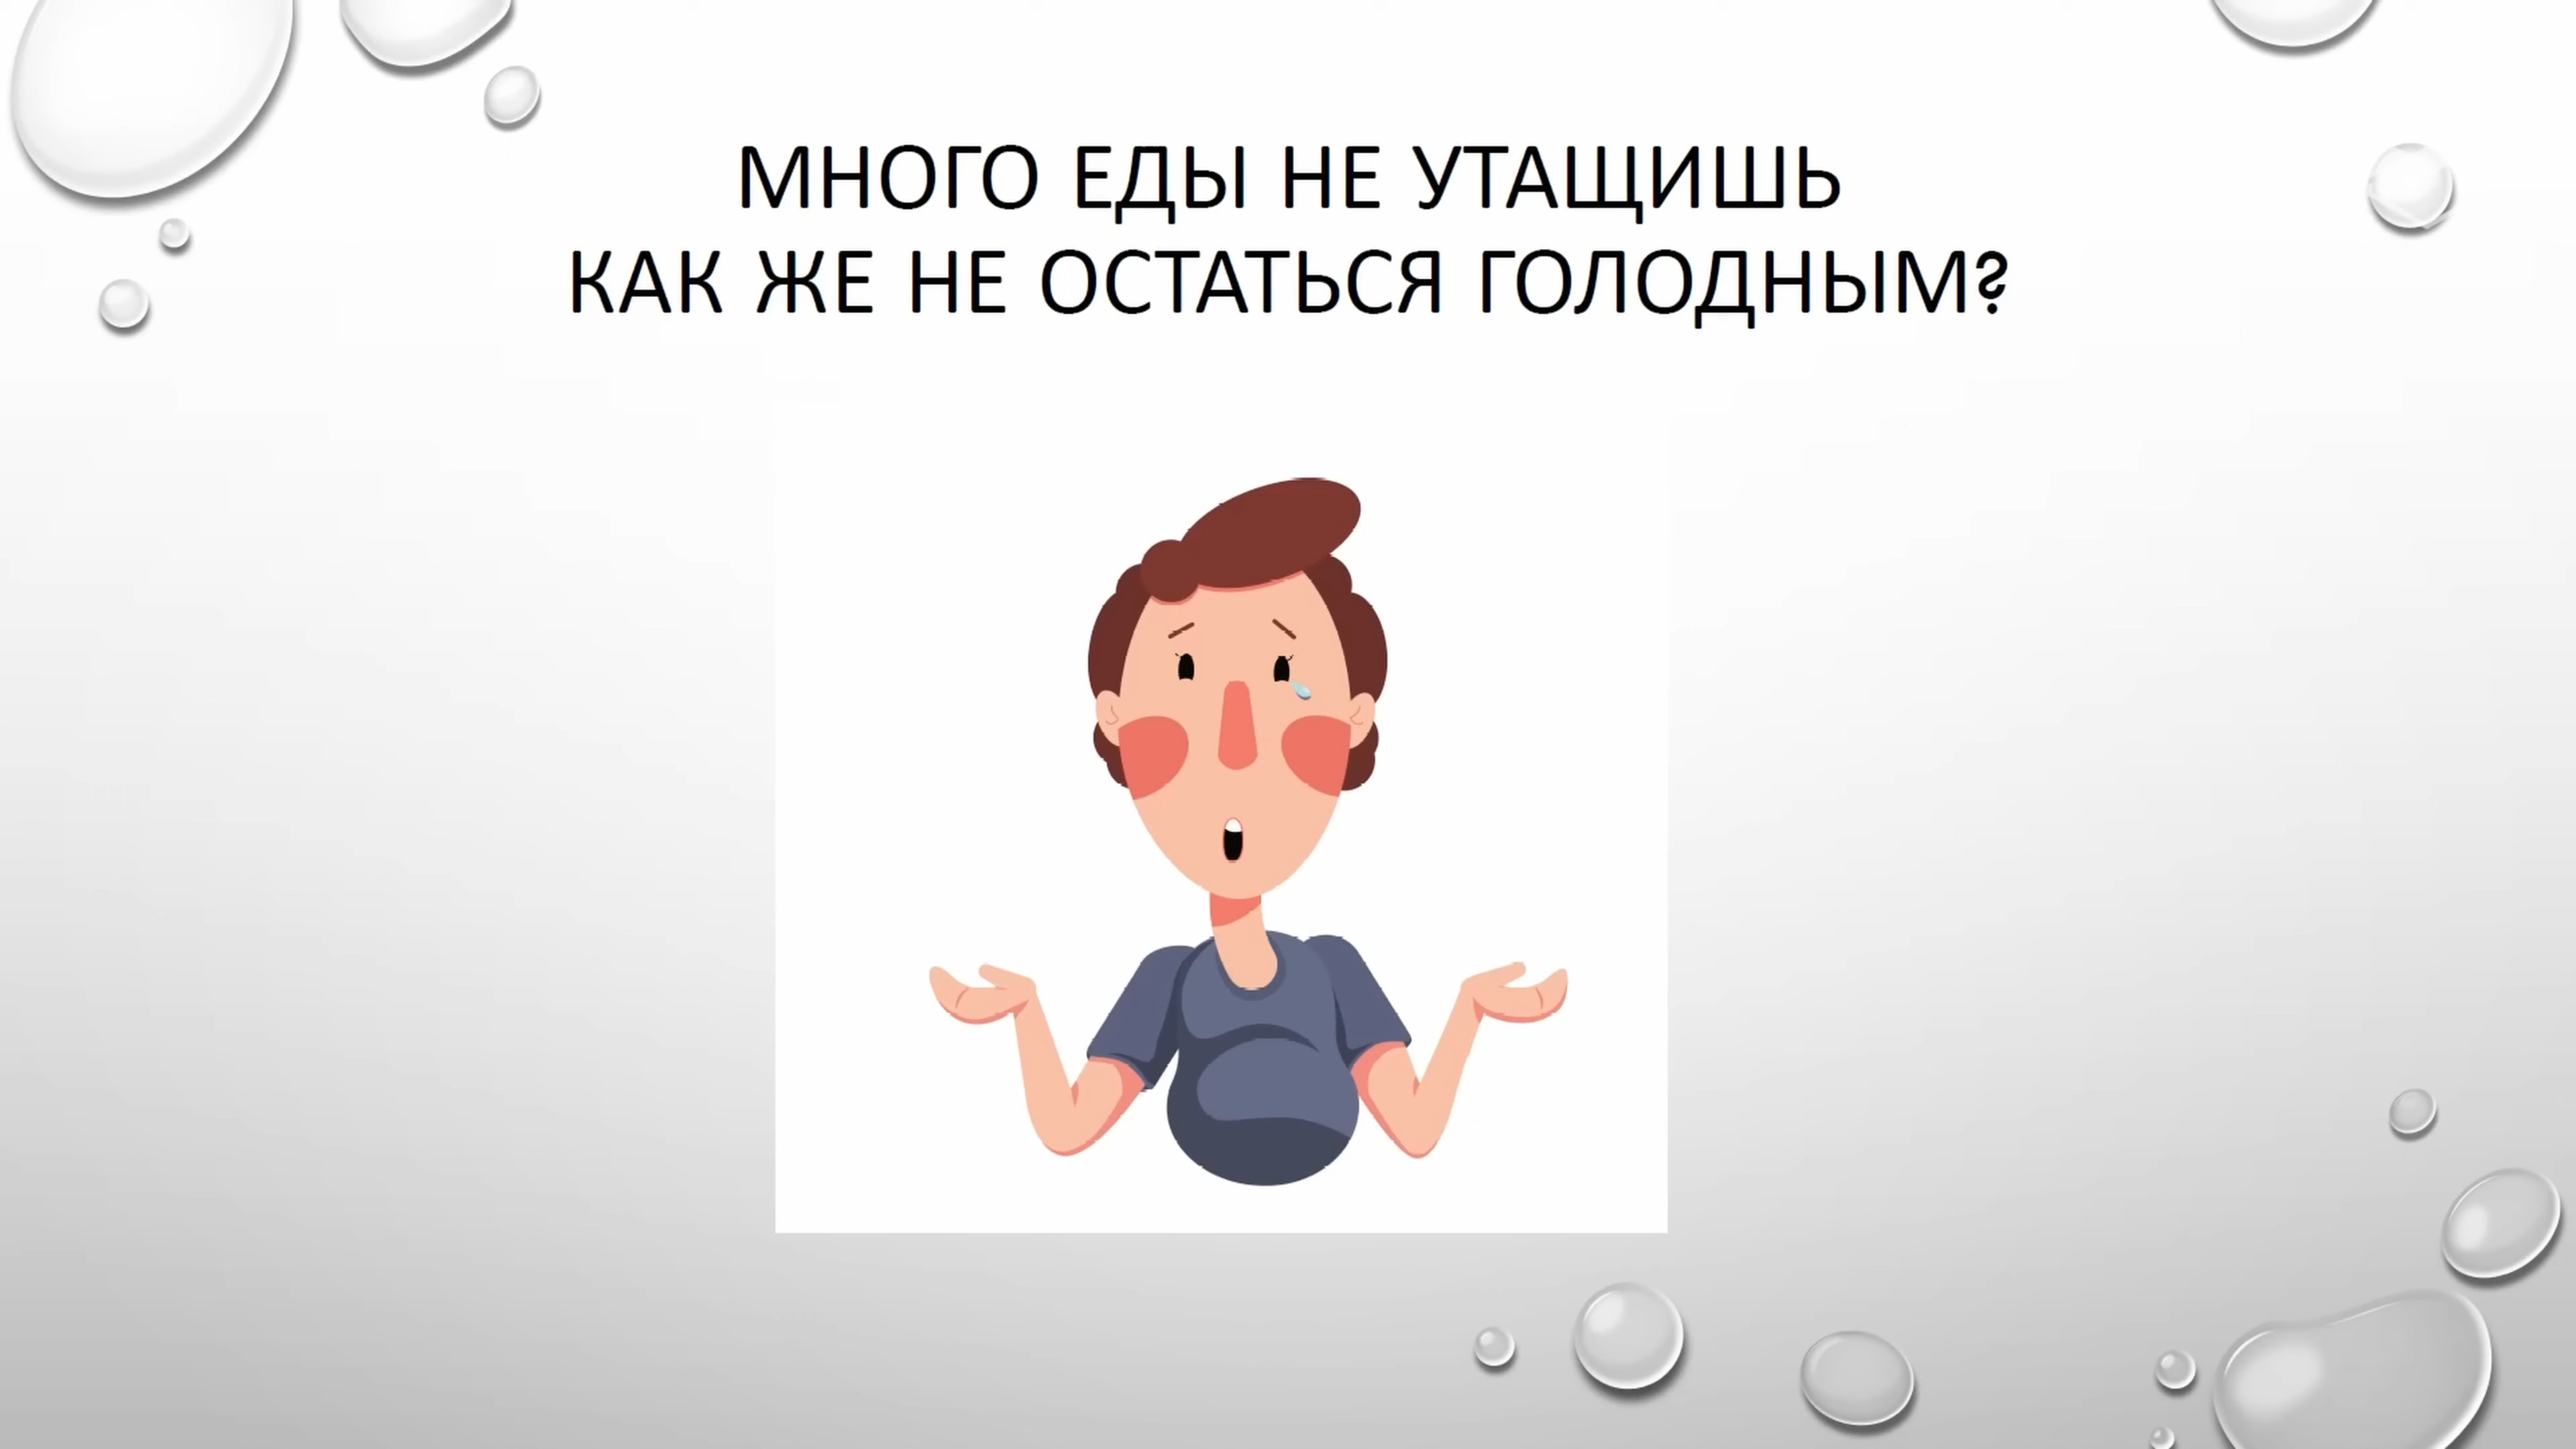 МНОГО ЕДЫ НЕ УТАЩИШЬ
КАК ЖЕ НЕ ОСТАТЬСЯ ГОЛОДНЫМ?